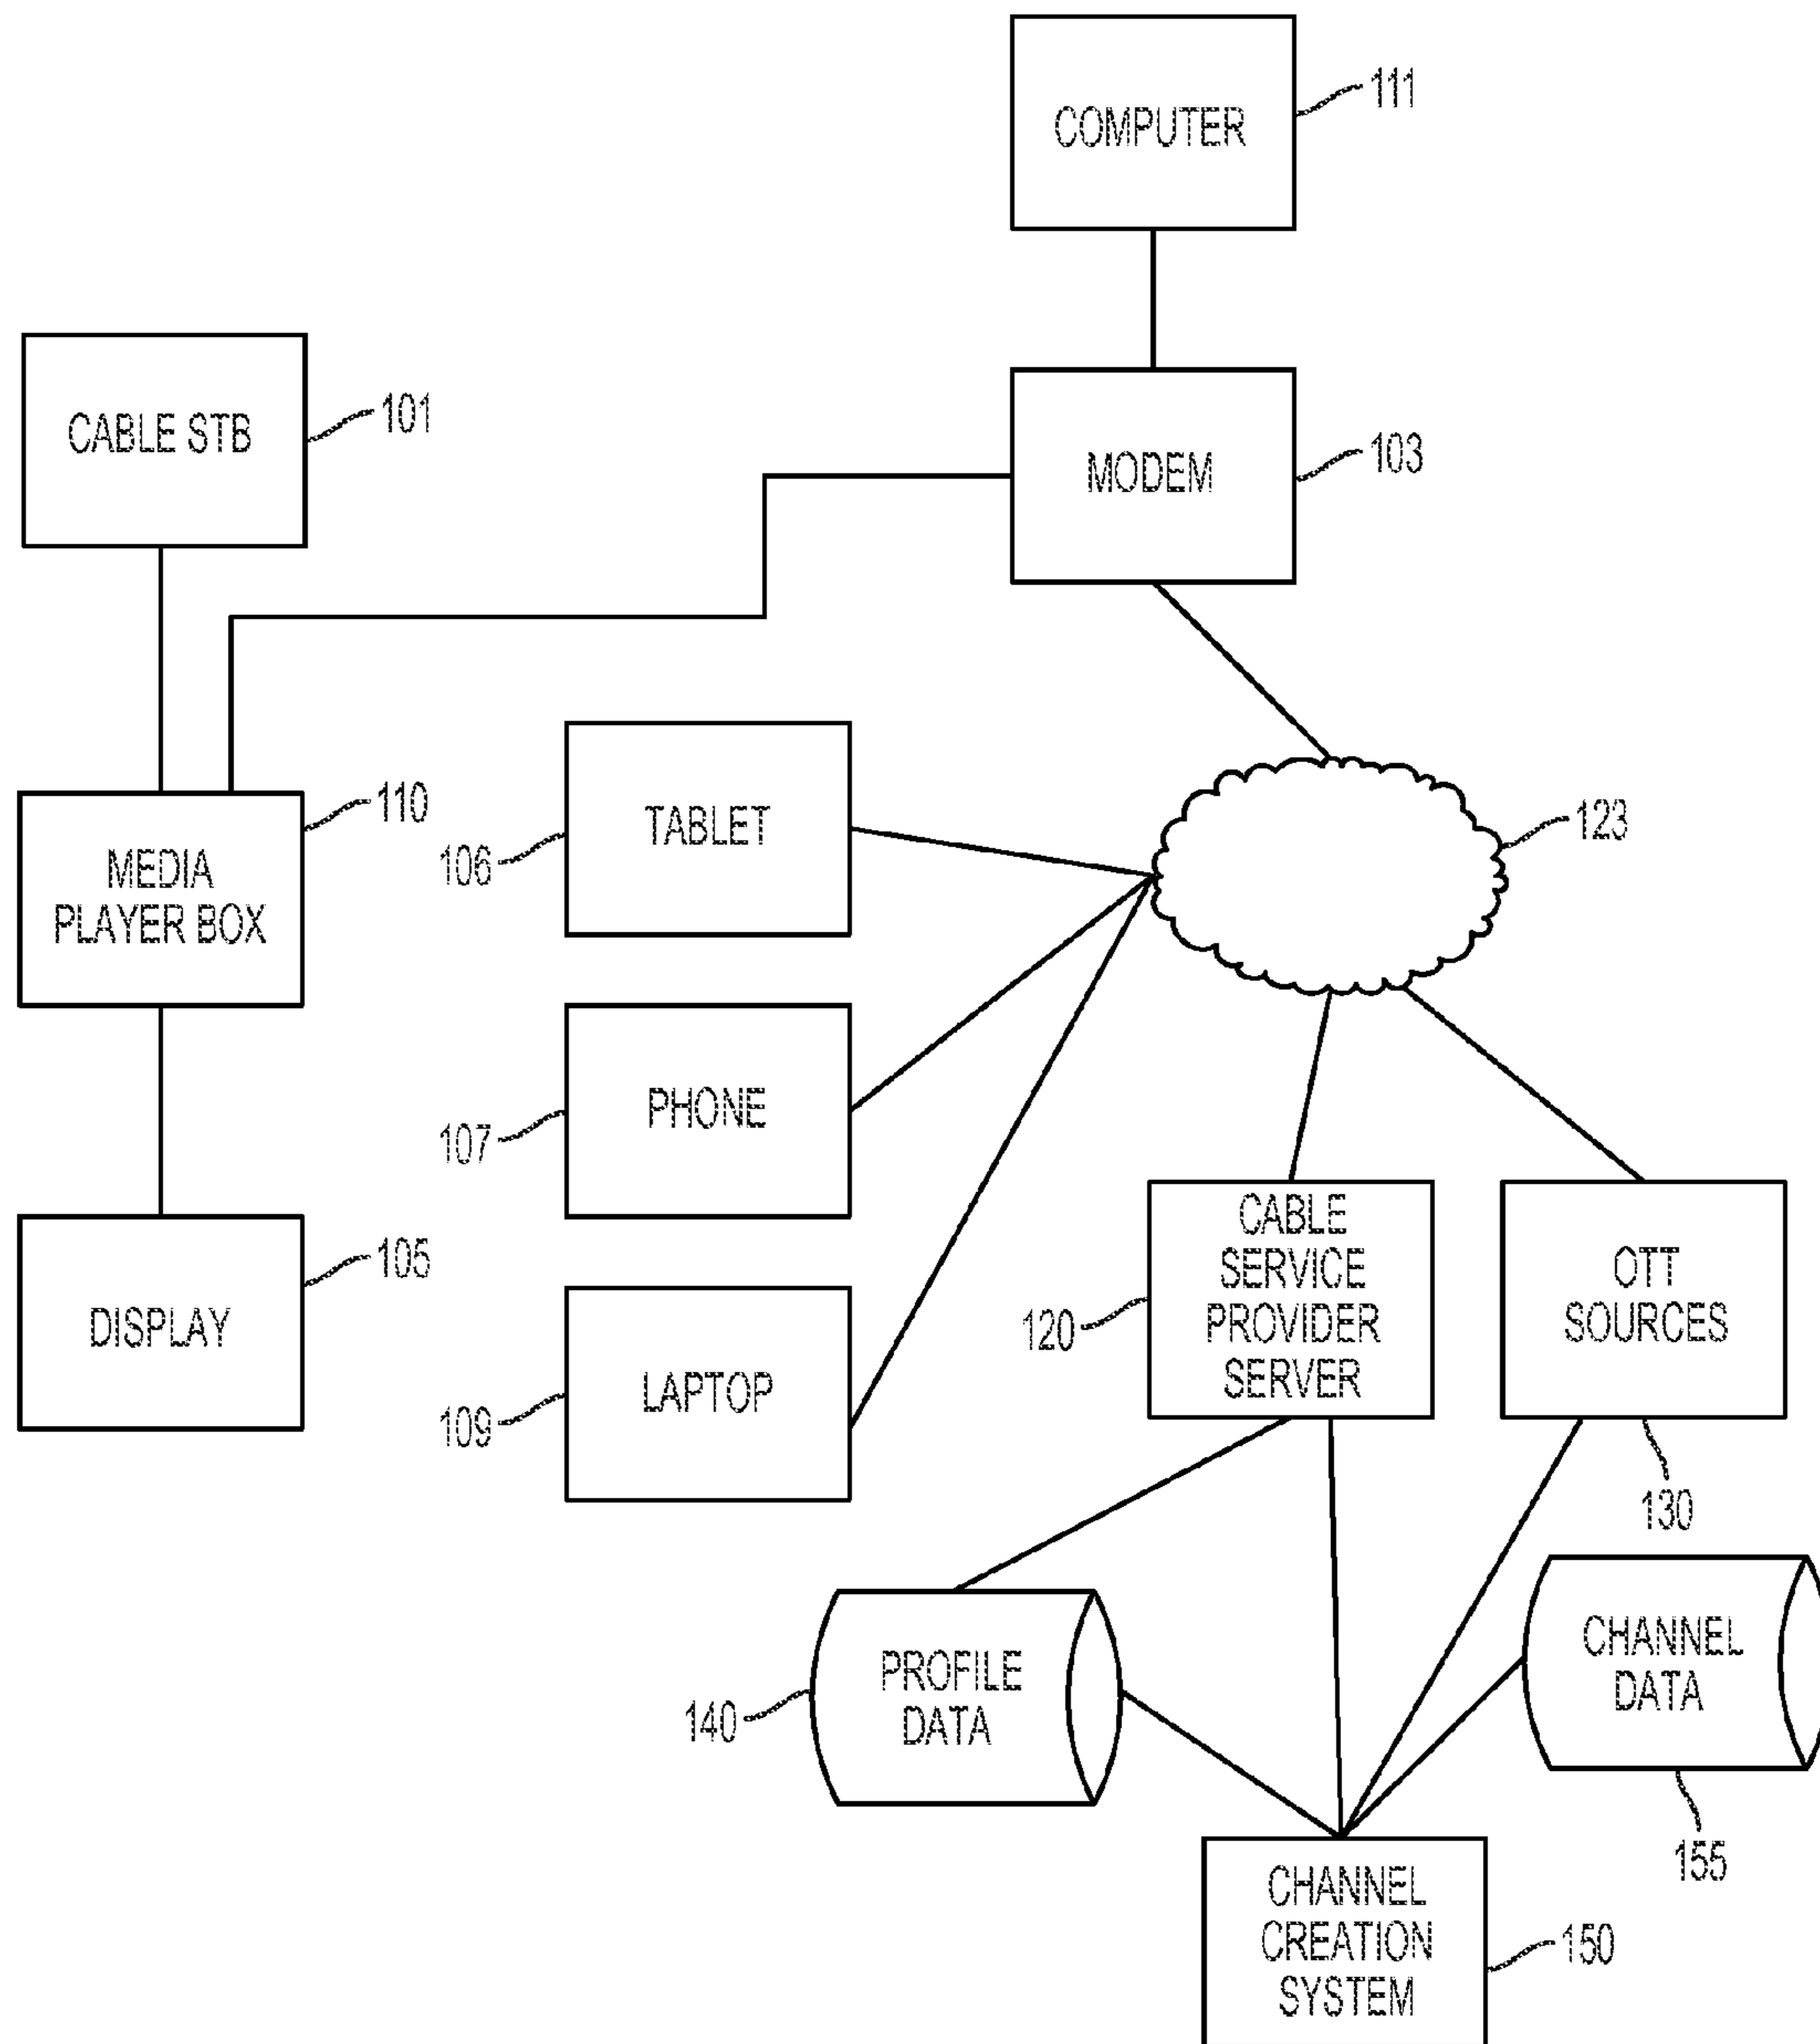 COMPUTER
111
CABLE STB
101
MODEM
103
MEDIA
PLAYER BOX
110
TABLET
106
123
PHONE
107
DISPLAY
105
LAPTOP
109
CABLE
SERVICE
PROVIDER
SERVER
120
OTT
SOURCES
130
PROFILE
DATA
140
CHANNEL
DATA
155
CHANNEL
CREATION
SYSTEM
150